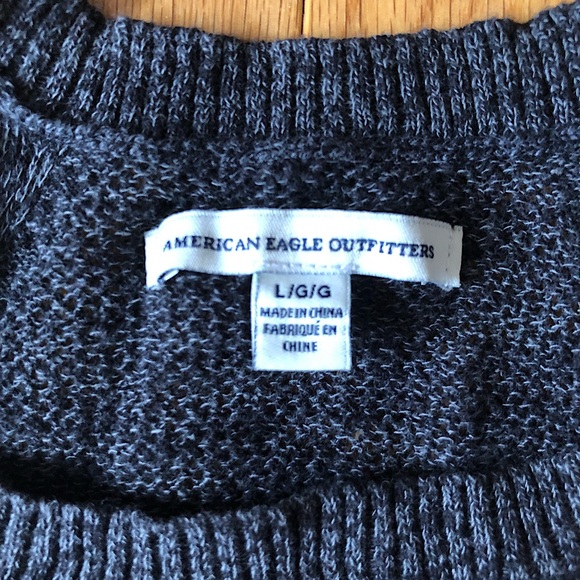 AMERICAN EAGLE OUTFITTERS
L/G/G
MADE IN CHINA
FABRIQUÉ EN
CHINE